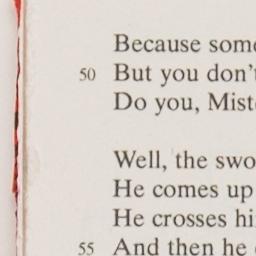 Because some
50 But you don't
Do you, Mist
Well, the swo
He comes up
He crosses hi
55 And then he